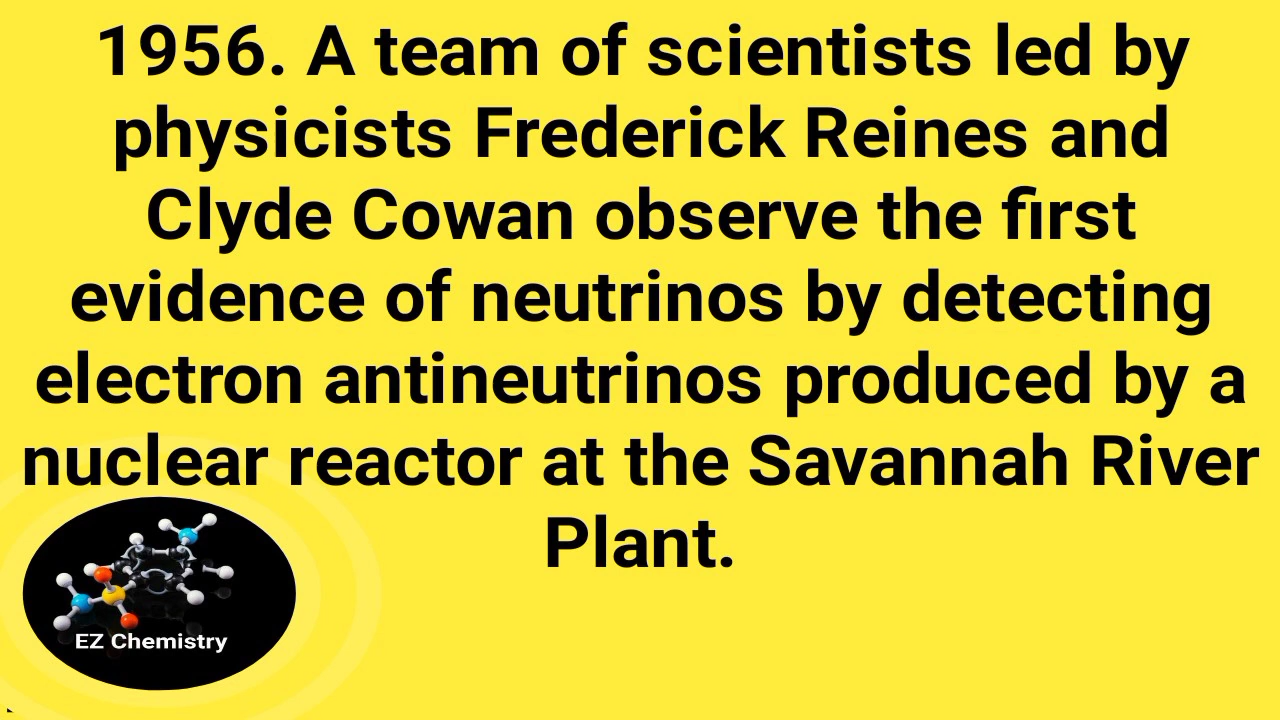 1956. A team of scientists led by
physicists Frederick Reines and
Clyde Cowan observe the first
evidence of neutrinos by detecting
electron antineutrinos produced by a
nuclear reactor at the Savannah River
Plant.
EZ Chemistry